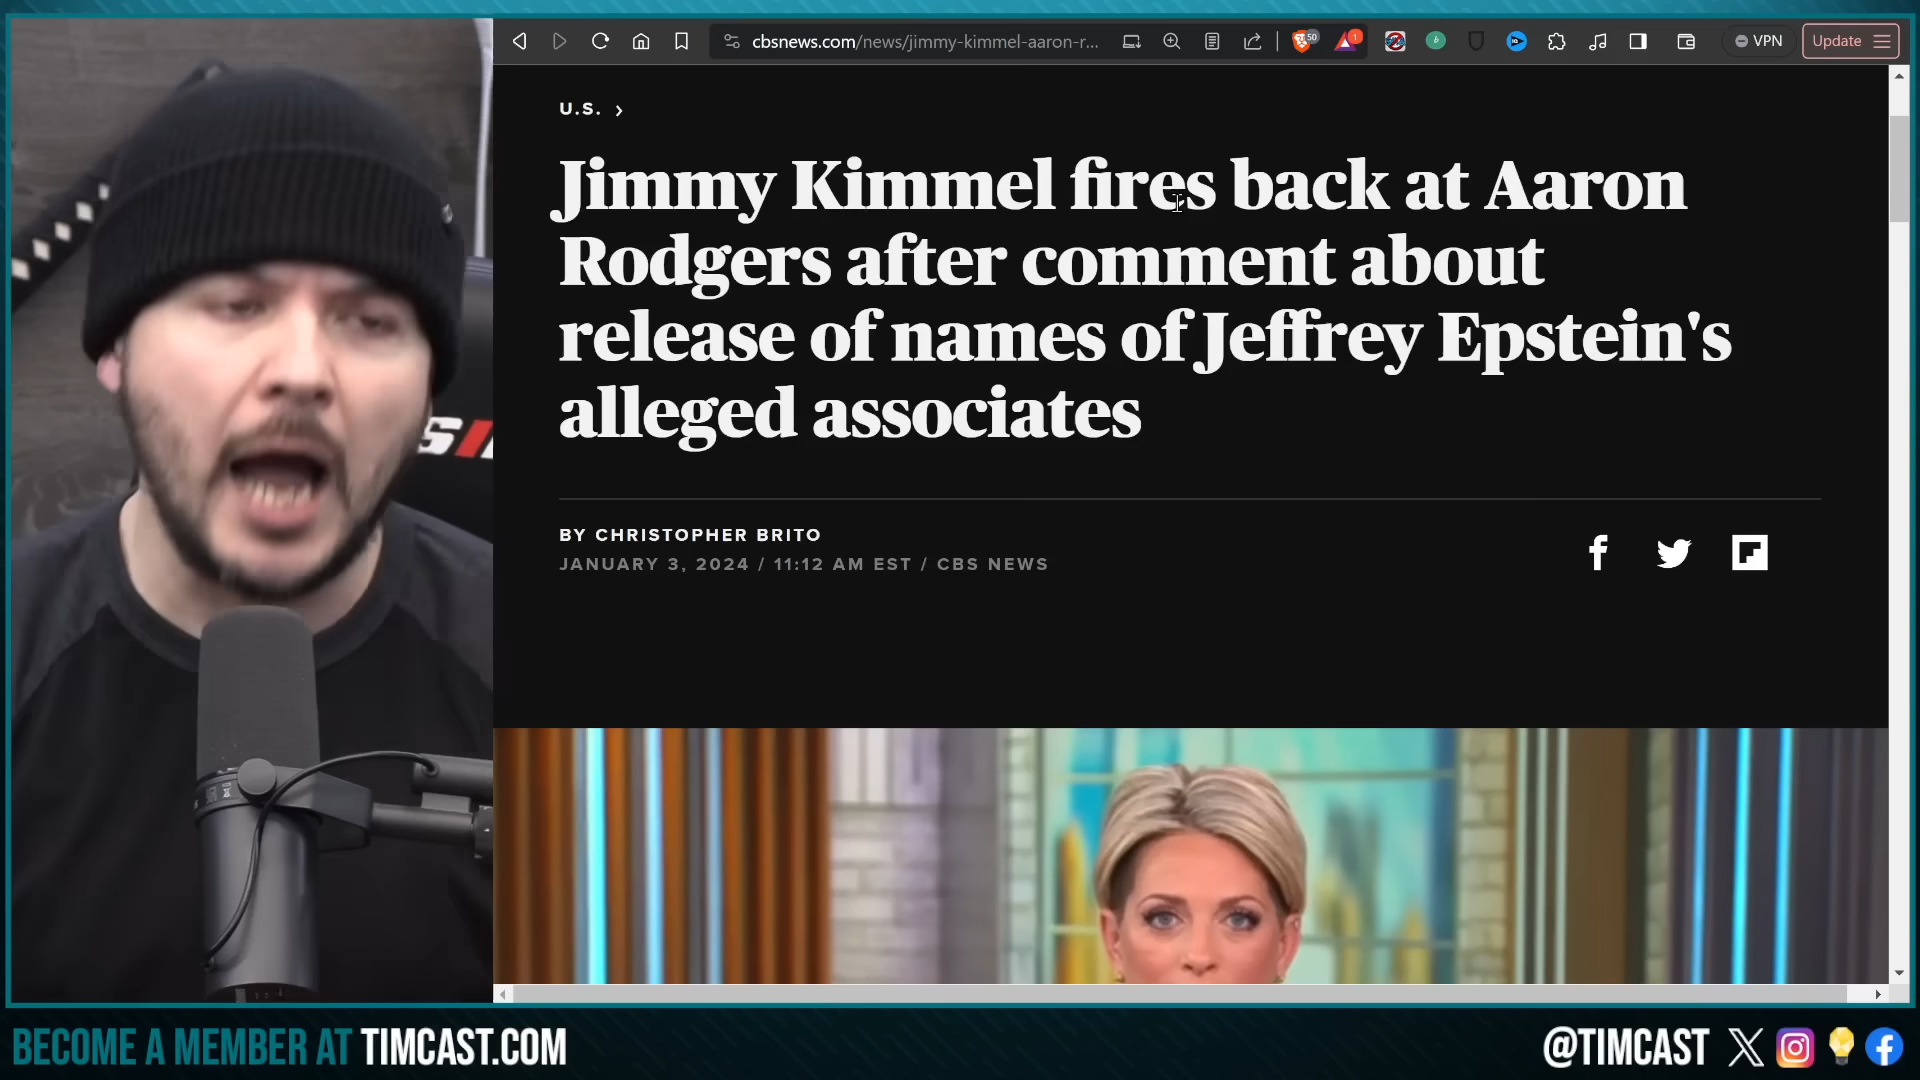 cbsnews.com/news/jimmy-kimmel-aaron-r...
50
1
VPN
Update
U.S. >
Jimmy Kimmel fires back at Aaron
Rodgers after comment about
release of names of Jeffrey Epstein's
alleged associates
BY CHRISTOPHER BRITO
JANUARY 3, 2024 / 11:12 AM EST / CBS NEWS
BECOME A MEMBER AT TIMCAST.COM
@TIMCAST